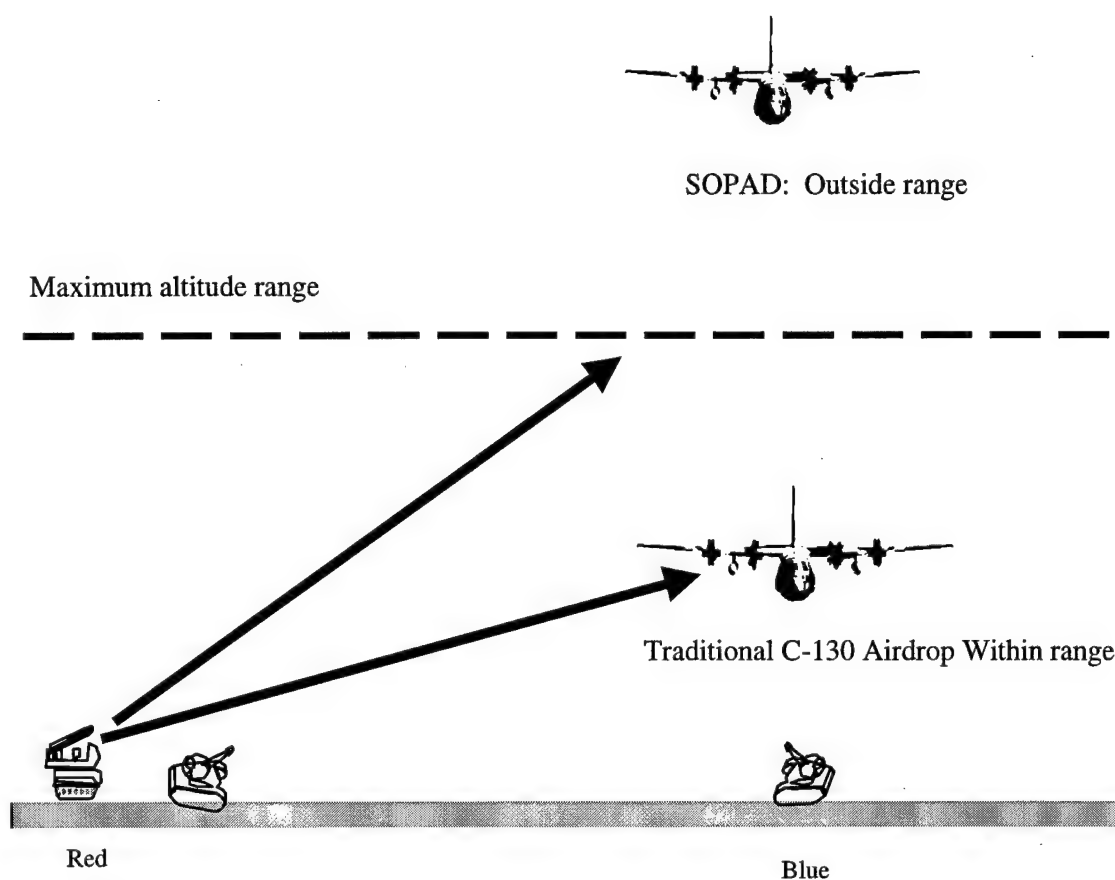 SOPAD: Outside range
Maximum altitude range
Traditional C-130 Airdrop Within range
Red
Blue